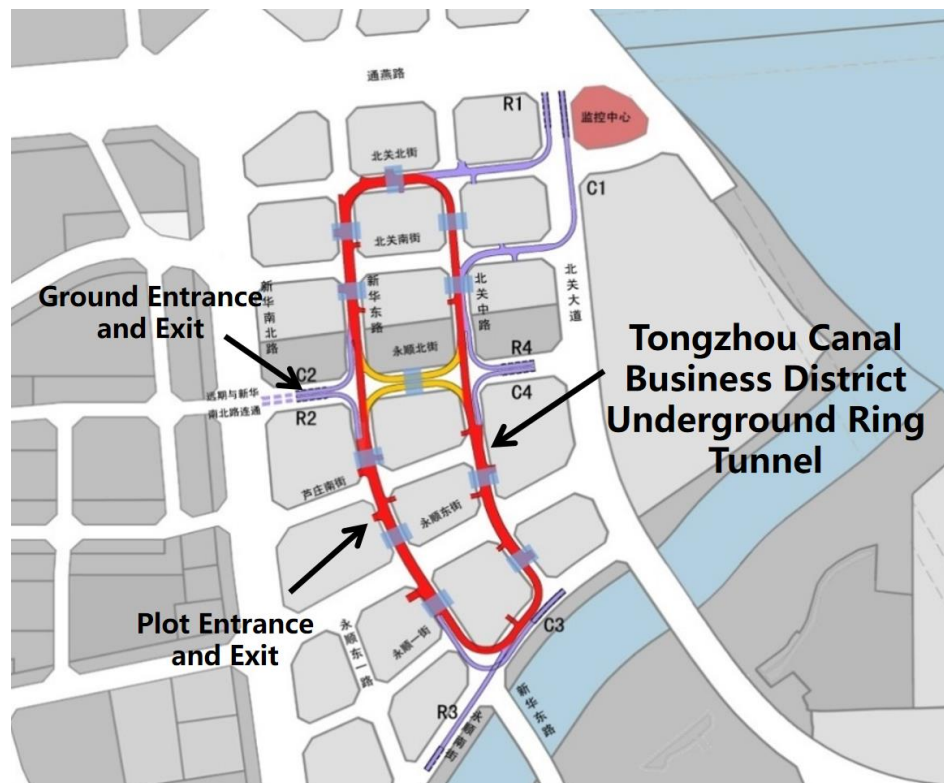 通燕路
R1
监控中心
北关北街
C1
北关南街
Ground Entrance
and Exit
新华南北路
新华东路
北关中路
北关大道
永顺北街
R4
Tongzhou Canal
Business District
Underground Ring
Tunnel
C2
远期与新华
南北路连通
C4
R2
芦庄南街
永顺东街
Plot Entrance
and Exit
永顺东一路
永顺一街
C3
R3
永顺南街
新华东路